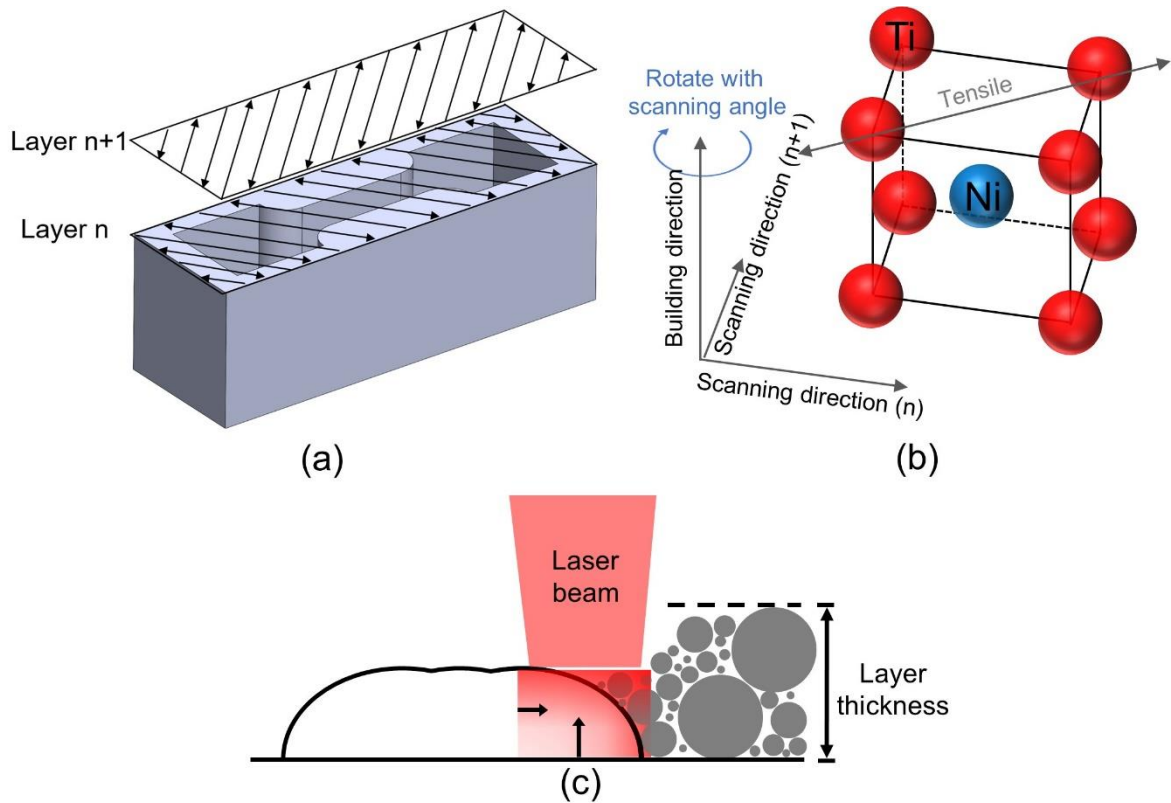 Layer n+1
Layer n
(a)
Rotate with
scanning angle
Building direction
Scanning direction (n+1)
Scanning direction (n)
Ti
Tensile
Ni
(b)
Laser
beam
Layer
thickness
(c)